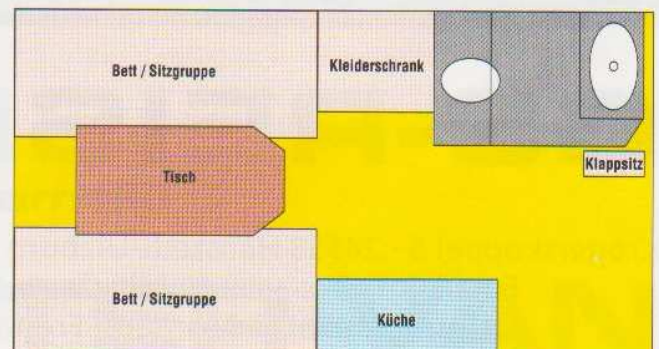 Bett / Sitzgruppe
Kleiderschrank
Klappsitz
Tisch
Bett / Sitzgruppe
Küche